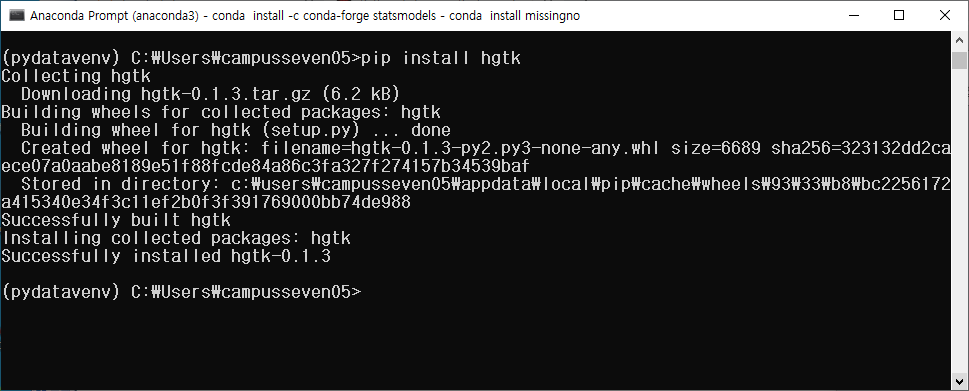 Anaconda Prompt (anaconda3) - conda  install -c conda-forge statsmodels - conda  install missingno
(pydatavenv) C:₩Users₩campusseven05>pip install hgtk
Collecting hgtk
  Downloading hgtk-0.1.3.tar.gz (6.2 kB)
Building wheels for collected packages: hgtk
  Building wheel for hgtk (setup.py) ... done
  Created wheel for hgtk: filename=hgtk-0.1.3-py2.py3-none-any.whl size=6689 sha256=323132dd2ca
ece07a0aabe8189e51f88fcde84a86c3fa327f274157b34539baf
  Stored in directory: c:₩users₩campusseven05₩appdata₩local₩pip₩cache₩wheels₩93₩33₩b8₩bc2256172
a415340e34f3c11ef2b0f3f391769000bb74de988
Successfully built hgtk
Installing collected packages: hgtk
Successfully installed hgtk-0.1.3
(pydatavenv) C:₩Users₩campusseven05>